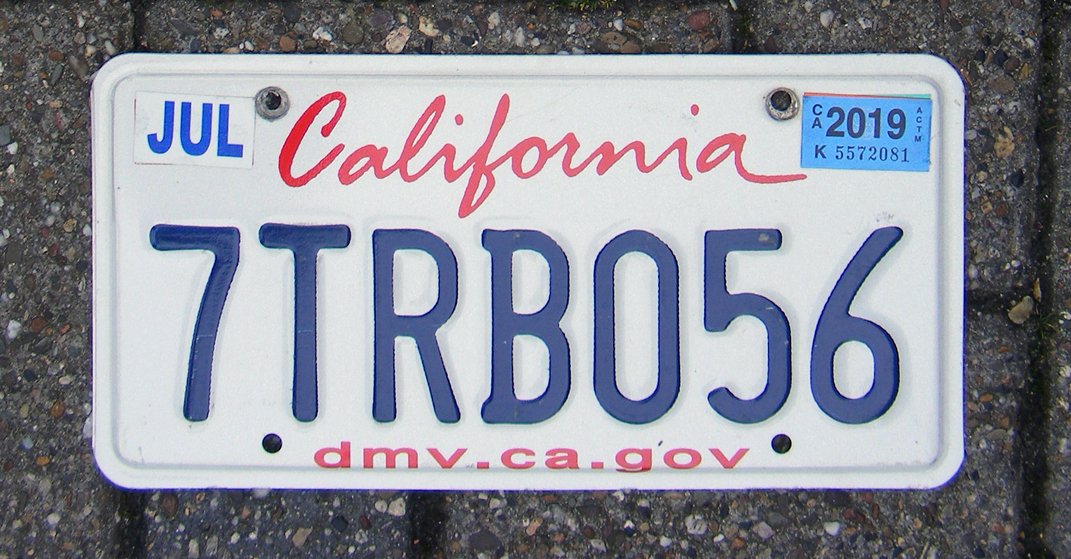 JUL
California
CA 2019 ACTM
K 5572081
7TRB056
dmv.ca.gov